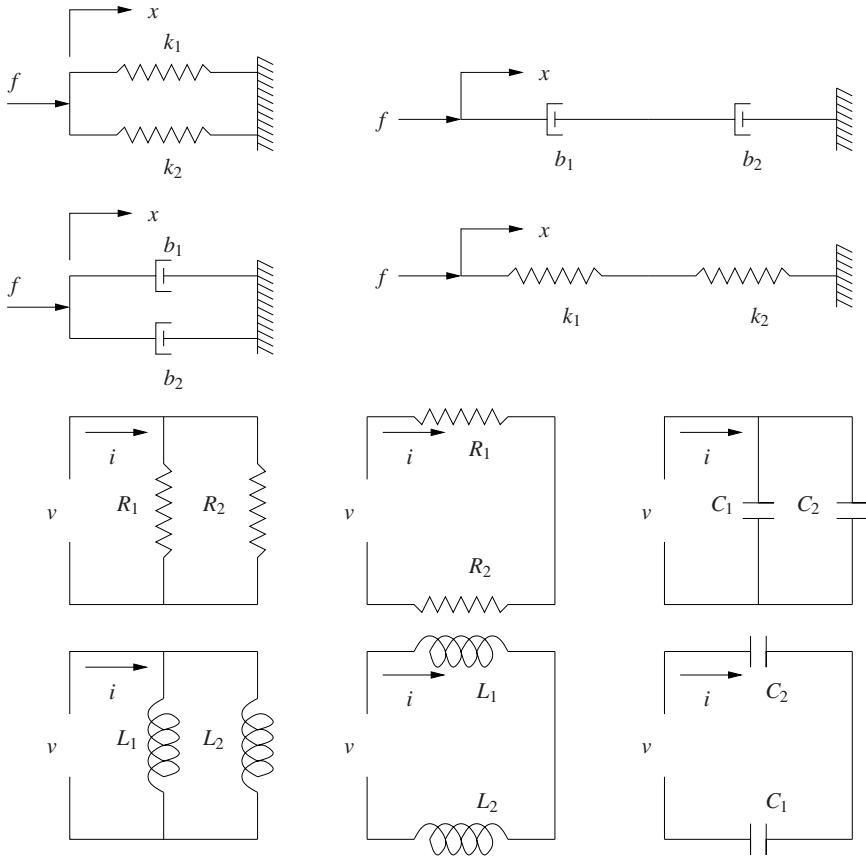 x
k1
f
k2
x
f
b1
b2
x
b1
f
b2
x
f
k1
k2
i
v
R1
R2
i
R1
v
R2
i
v
C1
C2
i
v
L1
L2
i
L1
v
L2
i
C2
v
C1